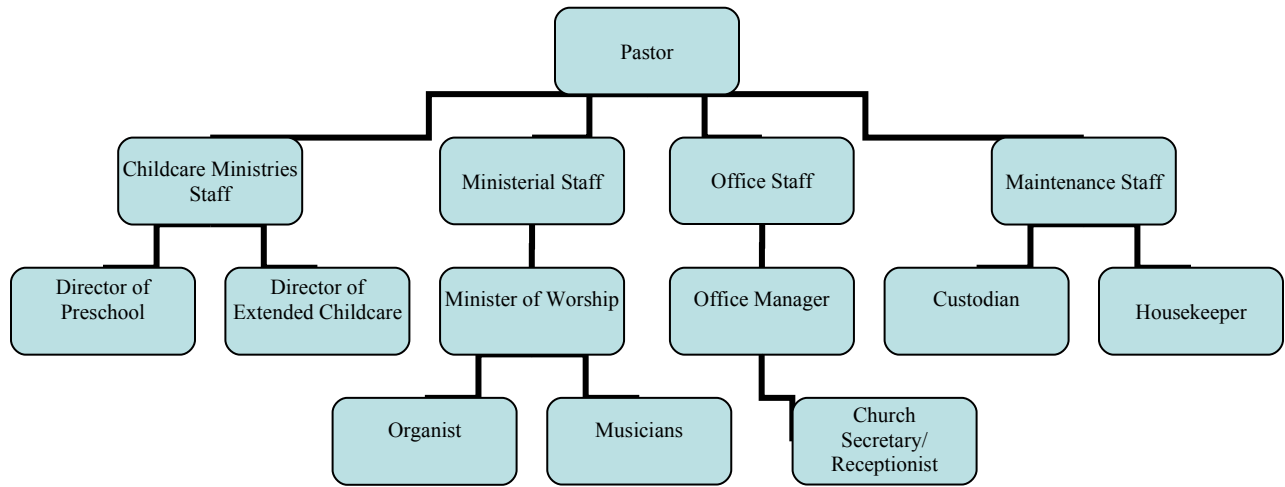 Pastor
Childcare Ministries
Staff
Ministerial Staff
Office Staff
Maintenance Staff
Director of
Preschool
Director of
Extended Childcare
Minister of Worship
Office Manager
Custodian
Housekeeper
Organist
Musicians
Church
Secretary/
Receptionist